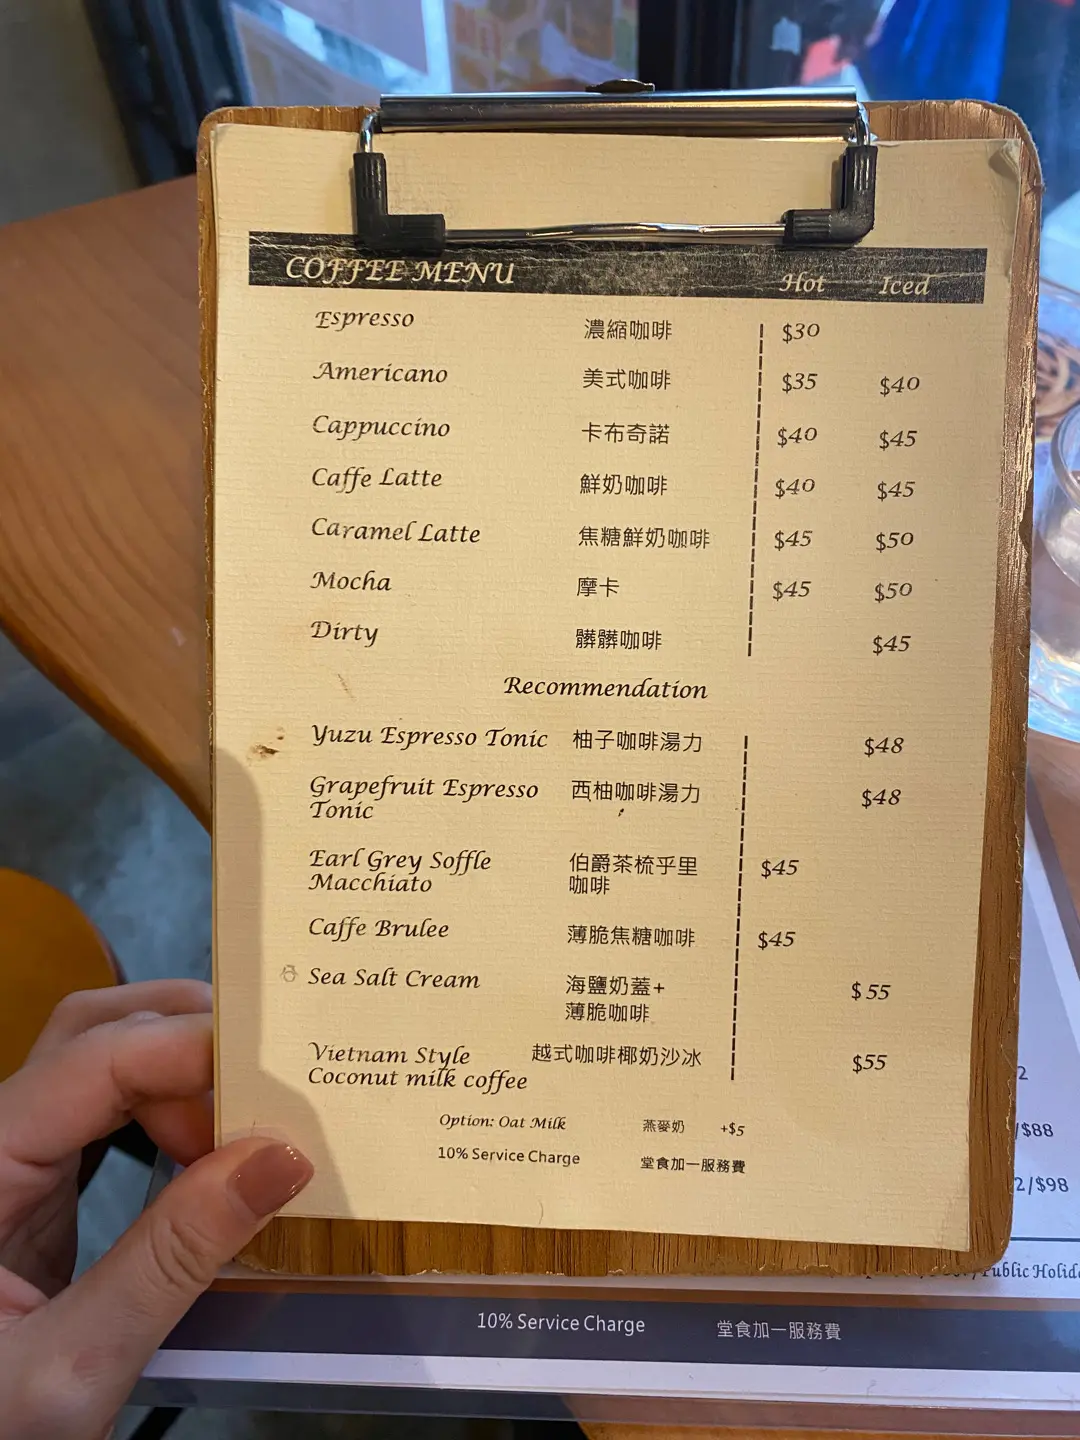 COFFEE MENU Hot Iced
Espresso 濃縮咖啡 $30
Americano 美式咖啡 $35 $40
Cappuccino 卡布奇諾 $40 $45
Caffe Latte 鮮奶咖啡 $40 $45
Caramel Latte 焦糖鮮奶咖啡 $45 $50
Mocha 摩卡 $45 $50
Dirty 髒髒咖啡 $45
Recommendation
Yuzu Espresso Tonic 柚子咖啡湯力 $48
Grapefruit Espresso 西柚咖啡湯力 $48
Tonic
Earl Grey Soffle 伯爵茶梳乎里 $45
Macchiato 咖啡
Caffe Brulee 薄脆焦糖咖啡 $45
Sea Salt Cream 海鹽奶蓋+ $55
薄脆咖啡
Vietnam Style 越式咖啡椰奶沙冰 $55
Coconut milk coffee
Option: Oat Milk 燕麥奶 +$5
10% Service Charge 堂食加一服務費
2
/$88
2/$98
Public Holid
10% Service Charge 堂食加一服務費